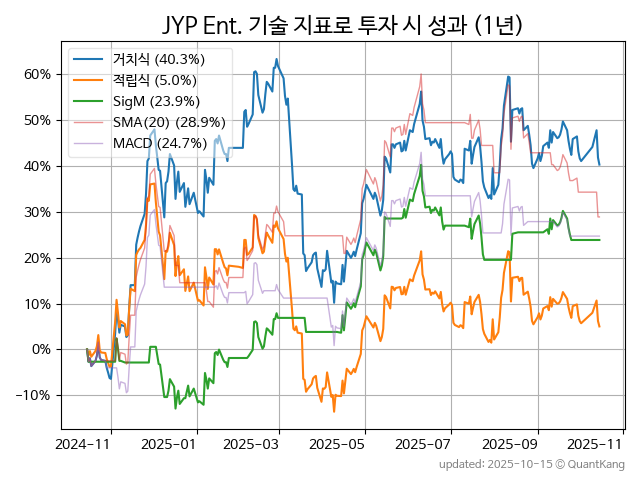 JYP Ent. 기술 지표로 투자 시 성과 (1년)
거치식 (40.3%)
적립식 (5.0%)
SigM (23.9%)
SMA(20) (28.9%)
MACD (24.7%)
60%
50%
40%
30%
20%
10%
0%
−10%
2024-11 2025-01 2025-03 2025-05 2025-07 2025-09 2025-11
updated: 2025-10-15 © QuantKang